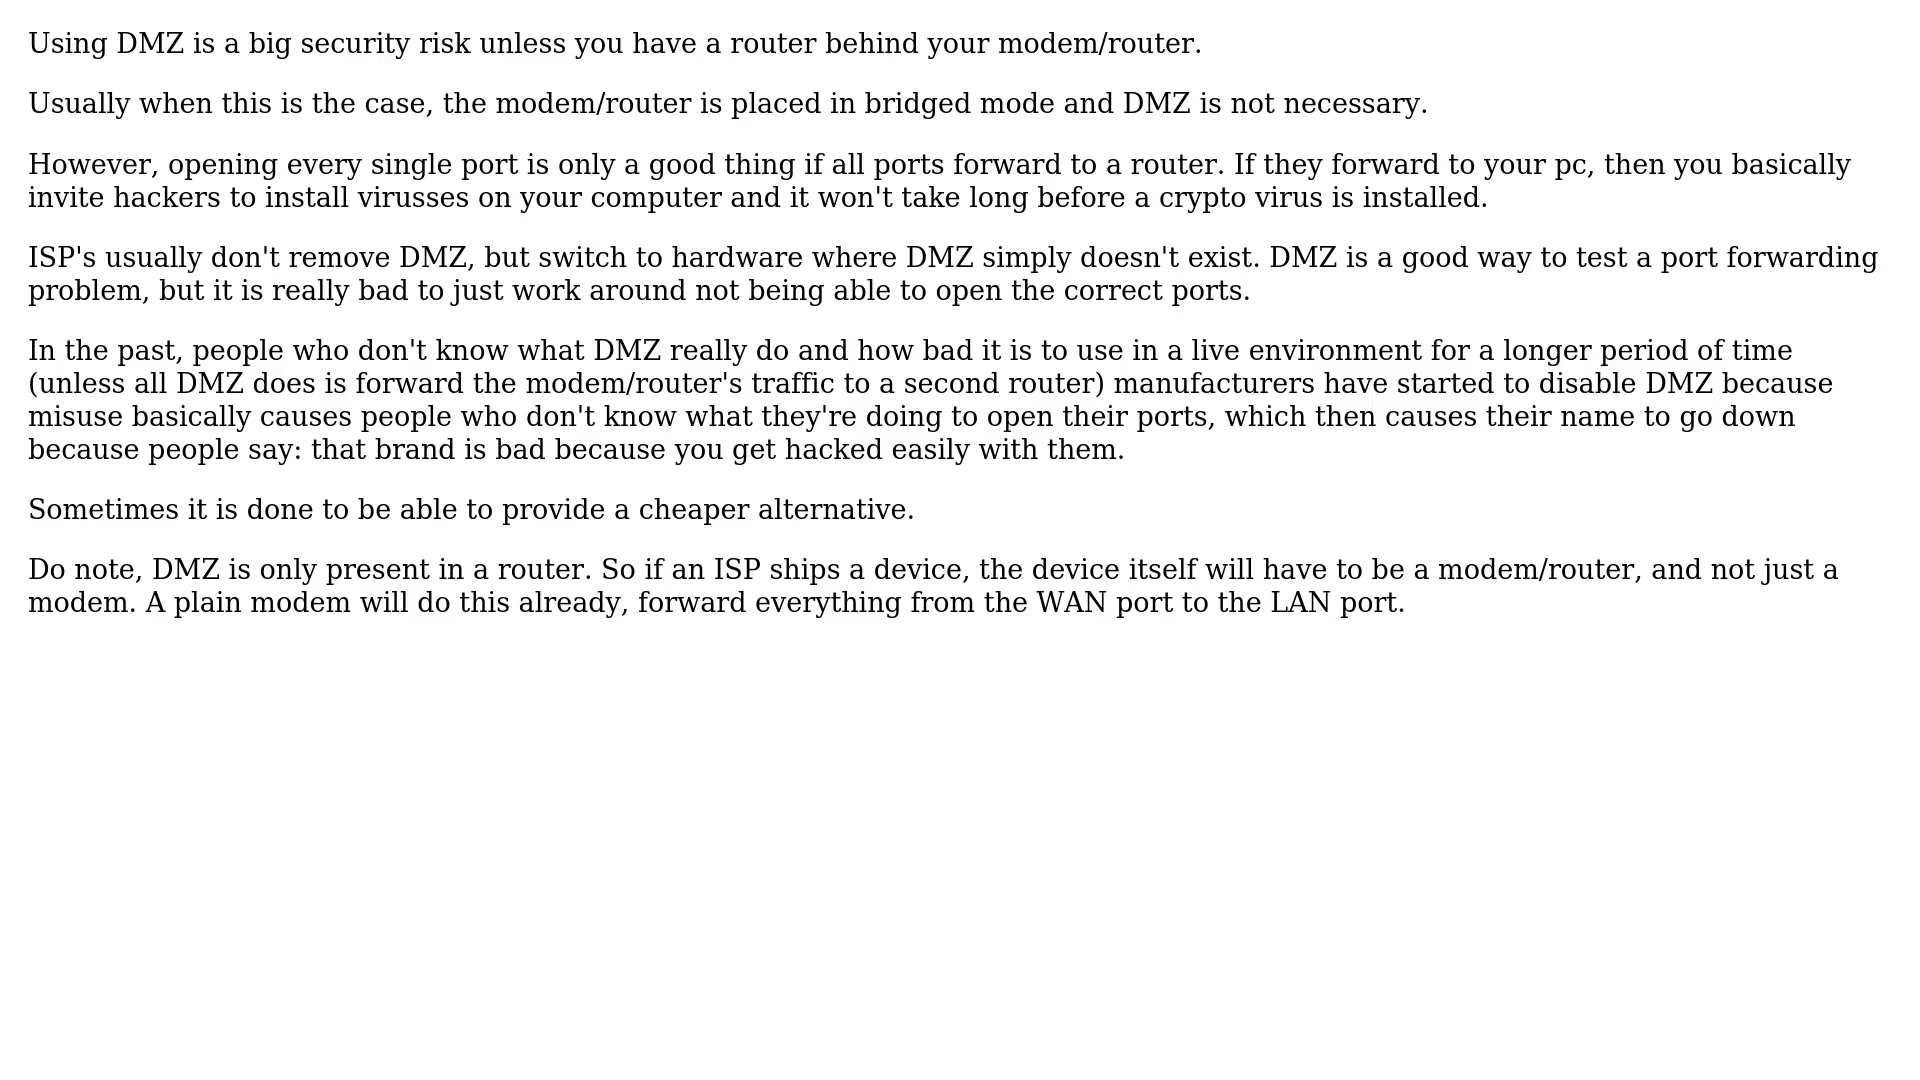 Using DMZ is a big security risk unless you have a router behind your modem/router.
Usually when this is the case, the modem/router is placed in bridged mode and DMZ is not necessary.
However, opening every single port is only a good thing if all ports forward to a router. If they forward to your pc, then you basically
invite hackers to install virusses on your computer and it won't take long before a crypto virus is installed.
ISP's usually don't remove DMZ, but switch to hardware where DMZ simply doesn't exist. DMZ is a good way to test a port forwarding
problem, but it is really bad to just work around not being able to open the correct ports.
In the past, people who don't know what DMZ really do and how bad it is to use in a live environment for a longer period of time
(unless all DMZ does is forward the modem/router's traffic to a second router) manufacturers have started to disable DMZ because
misuse basically causes people who don't know what they're doing to open their ports, which then causes their name to go down
because people say: that brand is bad because you get hacked easily with them.
Sometimes it is done to be able to provide a cheaper alternative.
Do note, DMZ is only present in a router. So if an ISP ships a device, the device itself will have to be a modem/router, and not just a
modem. A plain modem will do this already, forward everything from the WAN port to the LAN port.